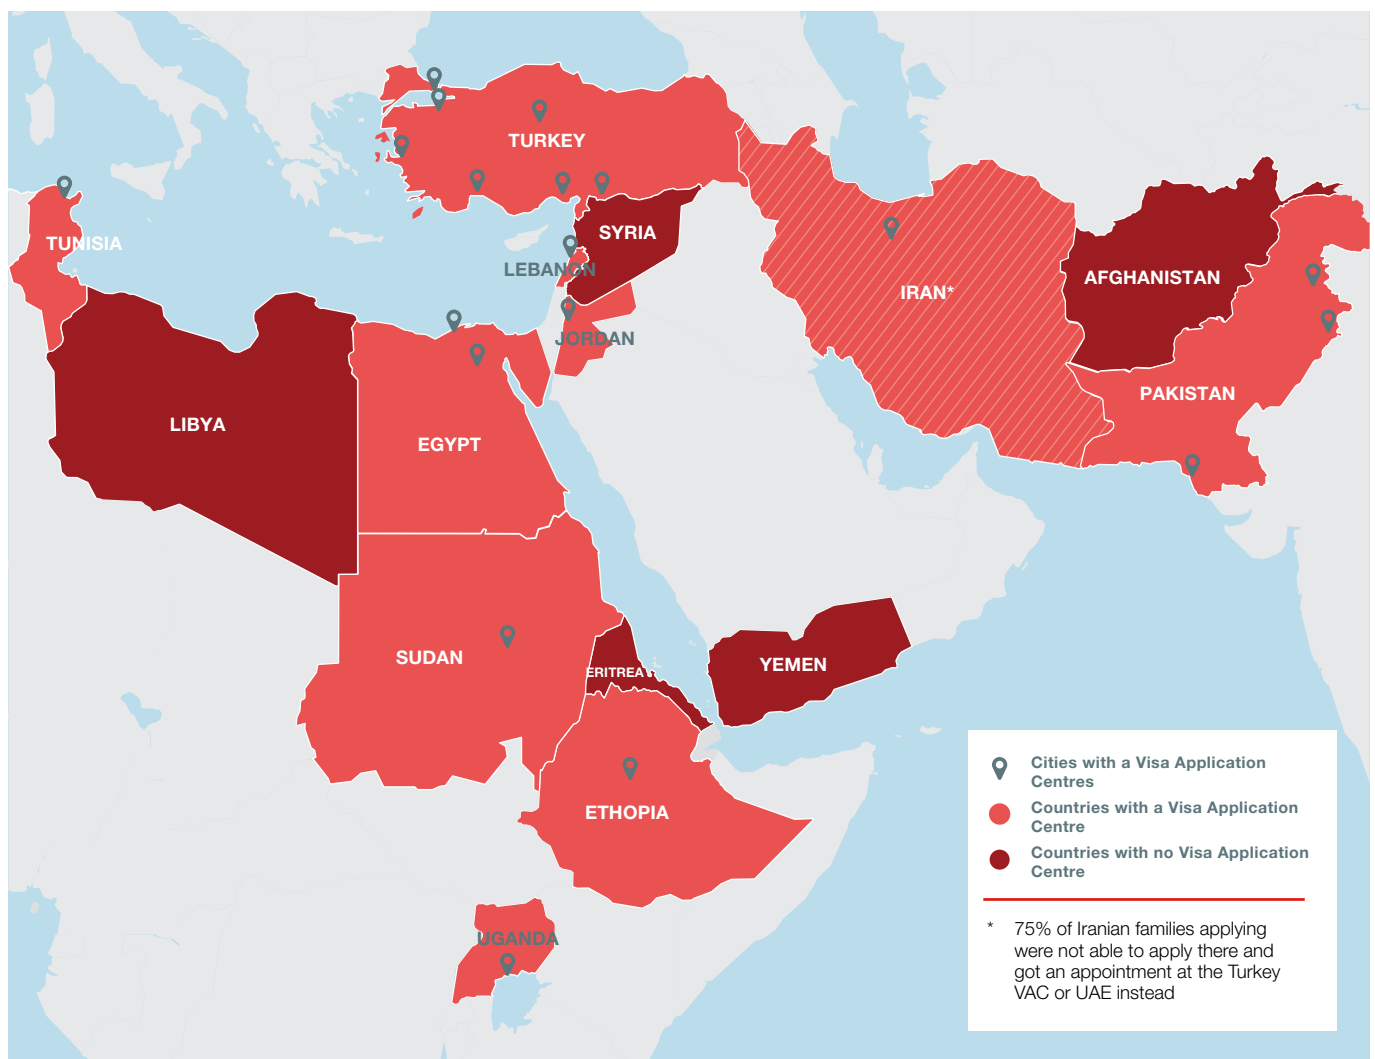 TURKEY
SYRIA
TUNISIA
LEBANON
AFGHANISTAN
IRAN*
JORDAN
PAKISTAN
LIBYA
EGYPT
SUDAN
YEMEN
ERITREA
ETHOPIA
UGANDA
Cities with a Visa Application
Centres
Countries with a Visa Application
Centre
Countries with no Visa Application
Centre
* 75% of Iranian families applying
were not able to apply there and
got an appointment at the Turkey
VAC or UAE instead